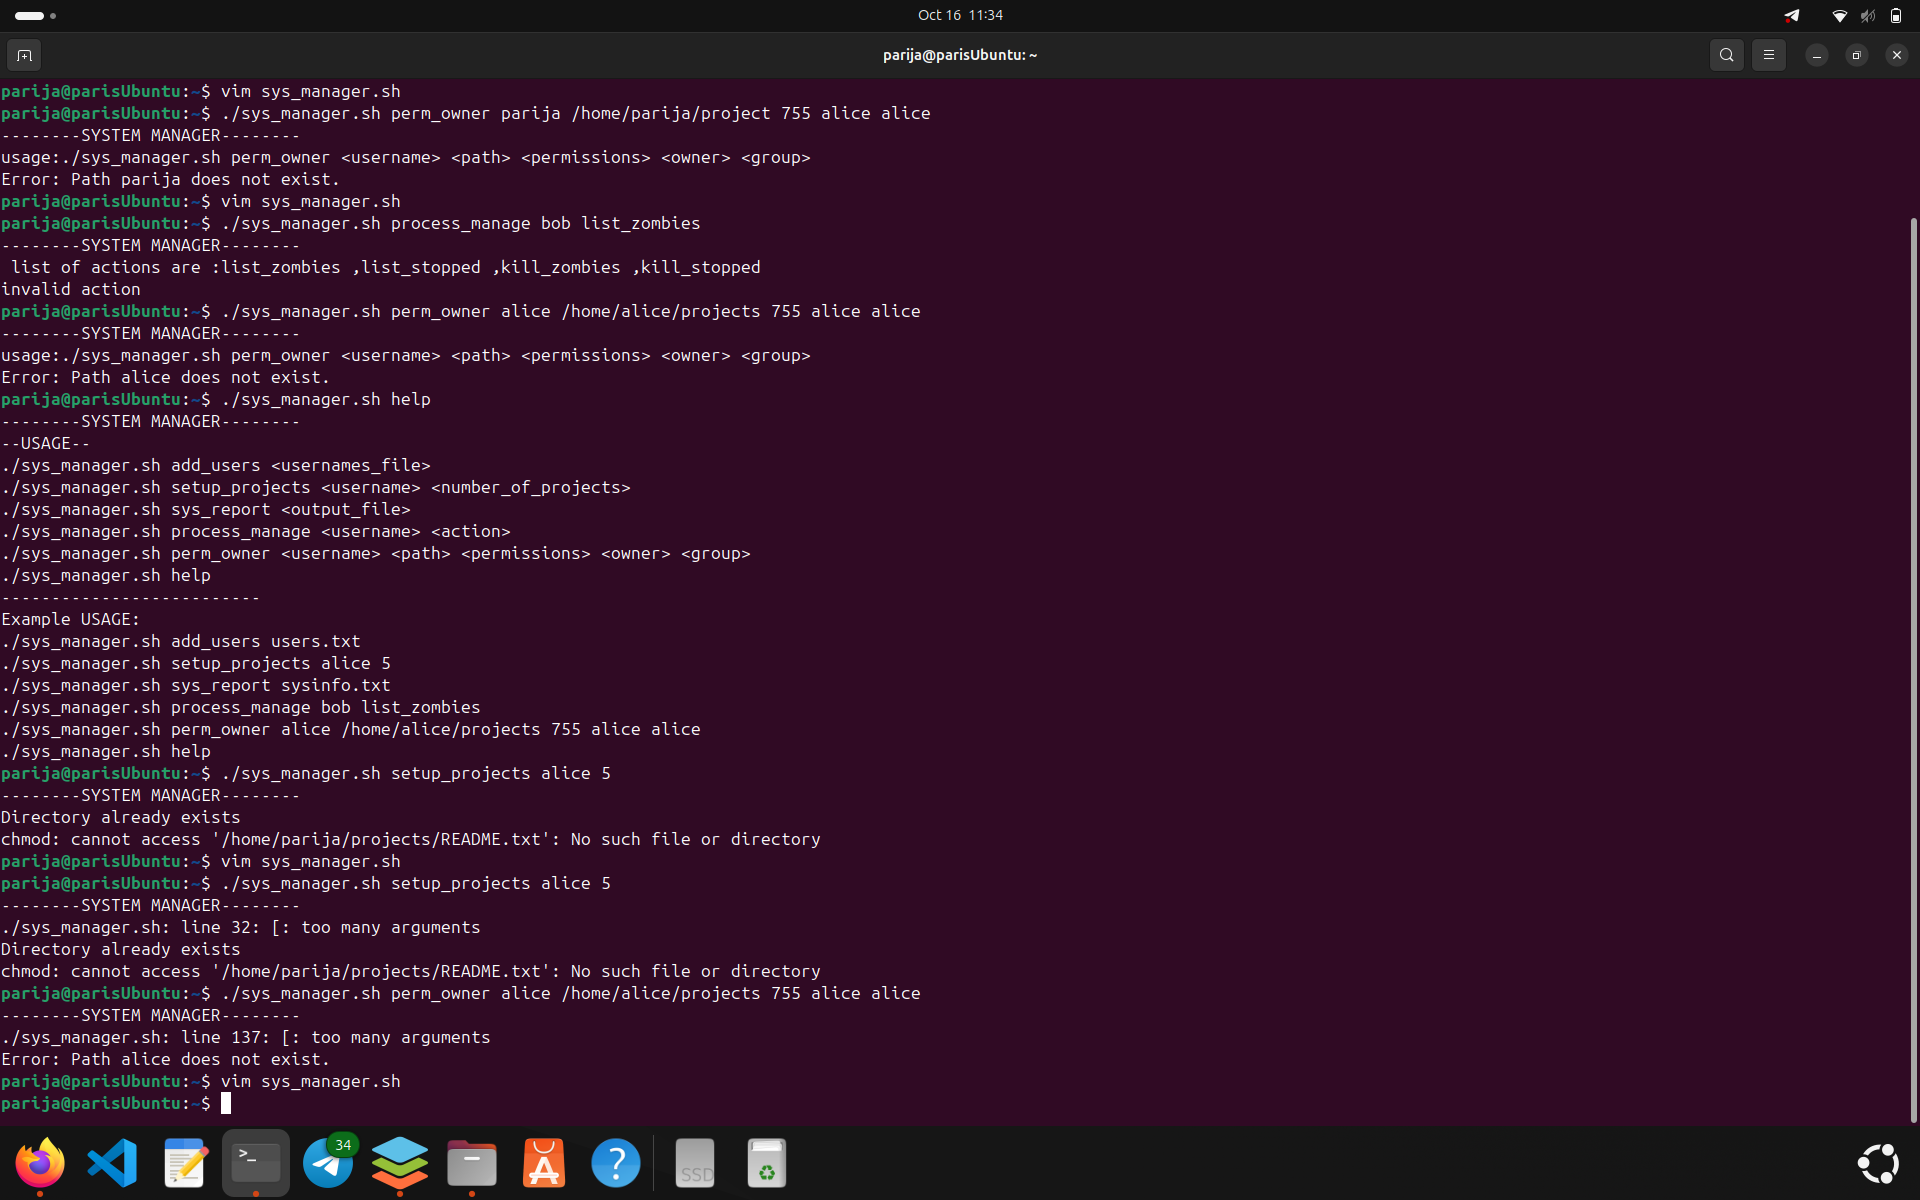 Oct 16 11:34
parija@parisUbuntu: ~
parija@parisUbuntu:~$ vim sys_manager.sh
parija@parisUbuntu:~$ ./sys_manager.sh perm_owner parija /home/parija/project 755 alice alice
--------SYSTEM MANAGER--------
usage:./sys_manager.sh perm_owner <username> <path> <permissions> <owner> <group>
Error: Path parija does not exist.
parija@parisUbuntu:~$ vim sys_manager.sh
parija@parisUbuntu:~$ ./sys_manager.sh process_manage bob list_zombies
--------SYSTEM MANAGER--------
 list of actions are :list_zombies ,list_stopped ,kill_zombies ,kill_stopped
invalid action
parija@parisUbuntu:~$ ./sys_manager.sh perm_owner alice /home/alice/projects 755 alice alice
--------SYSTEM MANAGER--------
usage:./sys_manager.sh perm_owner <username> <path> <permissions> <owner> <group>
Error: Path alice does not exist.
parija@parisUbuntu:~$ ./sys_manager.sh help
--------SYSTEM MANAGER--------
--USAGE--
./sys_manager.sh add_users <usernames_file>
./sys_manager.sh setup_projects <username> <number_of_projects>
./sys_manager.sh sys_report <output_file>
./sys_manager.sh process_manage <username> <action>
./sys_manager.sh perm_owner <username> <path> <permissions> <owner> <group>
./sys_manager.sh help
--------------------------
Example USAGE:
./sys_manager.sh add_users users.txt
./sys_manager.sh setup_projects alice 5
./sys_manager.sh sys_report sysinfo.txt
./sys_manager.sh process_manage bob list_zombies
./sys_manager.sh perm_owner alice /home/alice/projects 755 alice alice
./sys_manager.sh help
parija@parisUbuntu:~$ ./sys_manager.sh setup_projects alice 5
--------SYSTEM MANAGER--------
Directory already exists
chmod: cannot access '/home/parija/projects/README.txt': No such file or directory
parija@parisUbuntu:~$ vim sys_manager.sh
parija@parisUbuntu:~$ ./sys_manager.sh setup_projects alice 5
--------SYSTEM MANAGER--------
./sys_manager.sh: line 32: [: too many arguments
Directory already exists
chmod: cannot access '/home/parija/projects/README.txt': No such file or directory
parija@parisUbuntu:~$ ./sys_manager.sh perm_owner alice /home/alice/projects 755 alice alice
--------SYSTEM MANAGER--------
./sys_manager.sh: line 137: [: too many arguments
Error: Path alice does not exist.
parija@parisUbuntu:~$ vim sys_manager.sh
parija@parisUbuntu:~$
34
SSD